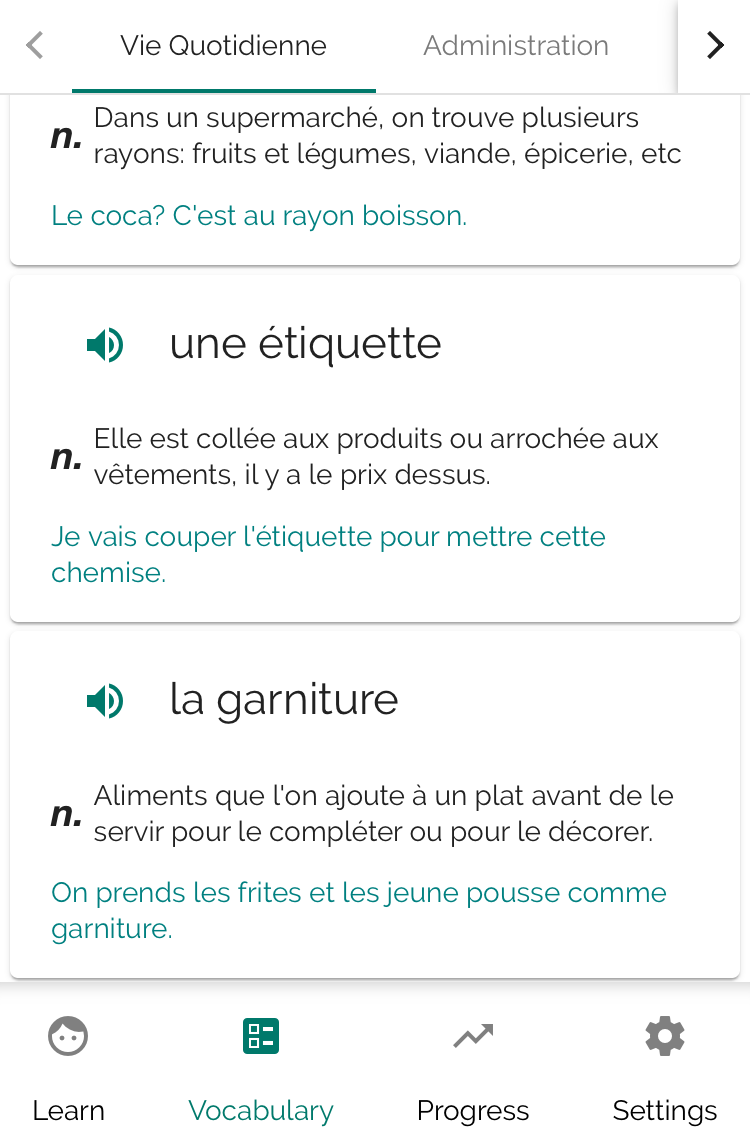 Vie Quotidienne
Administration
n.
Dans un supermarché, on trouve plusieurs
rayons: fruits et légumes, viande, épicerie, etc
Le coca? C'est au rayon boisson.
une étiquette
n.
Elle est collée aux produits ou arrochée aux
vêtements, il y a le prix dessus.
Je vais couper l'étiquette pour mettre cette
chemise.
la garniture
n.
Aliments que l'on ajoute à un plat avant de le
servir pour le compléter ou pour le décorer.
On prends les frites et les jeune pousse comme
garniture.
Learn
Vocabulary
Progress
Settings